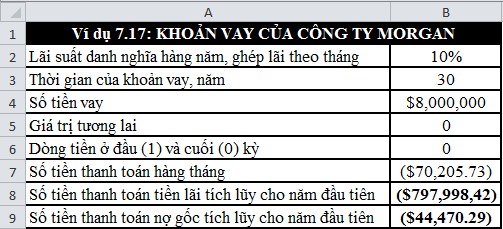 A B
1 Ví dụ 7.17: KHOẢN VAY CỦA CÔNG TY MORGAN
2 Lãi suất danh nghĩa hàng năm, ghép lãi theo tháng 10%
3 Thời gian của khoản vay, năm 30
4 Số tiền vay $8,000,000
5 Giá trị tương lai 0
6 Dòng tiền ở đầu (1) và cuối (0) kỳ 0
7 Số tiền thanh toán hàng tháng ($70,205.73)
8 Số tiền thanh toán tiền lãi tích lũy cho năm đầu tiên ($797,998,42)
9 Số tiền thanh toán nợ gốc tích lũy cho năm đầu tiên ($44,470.29)